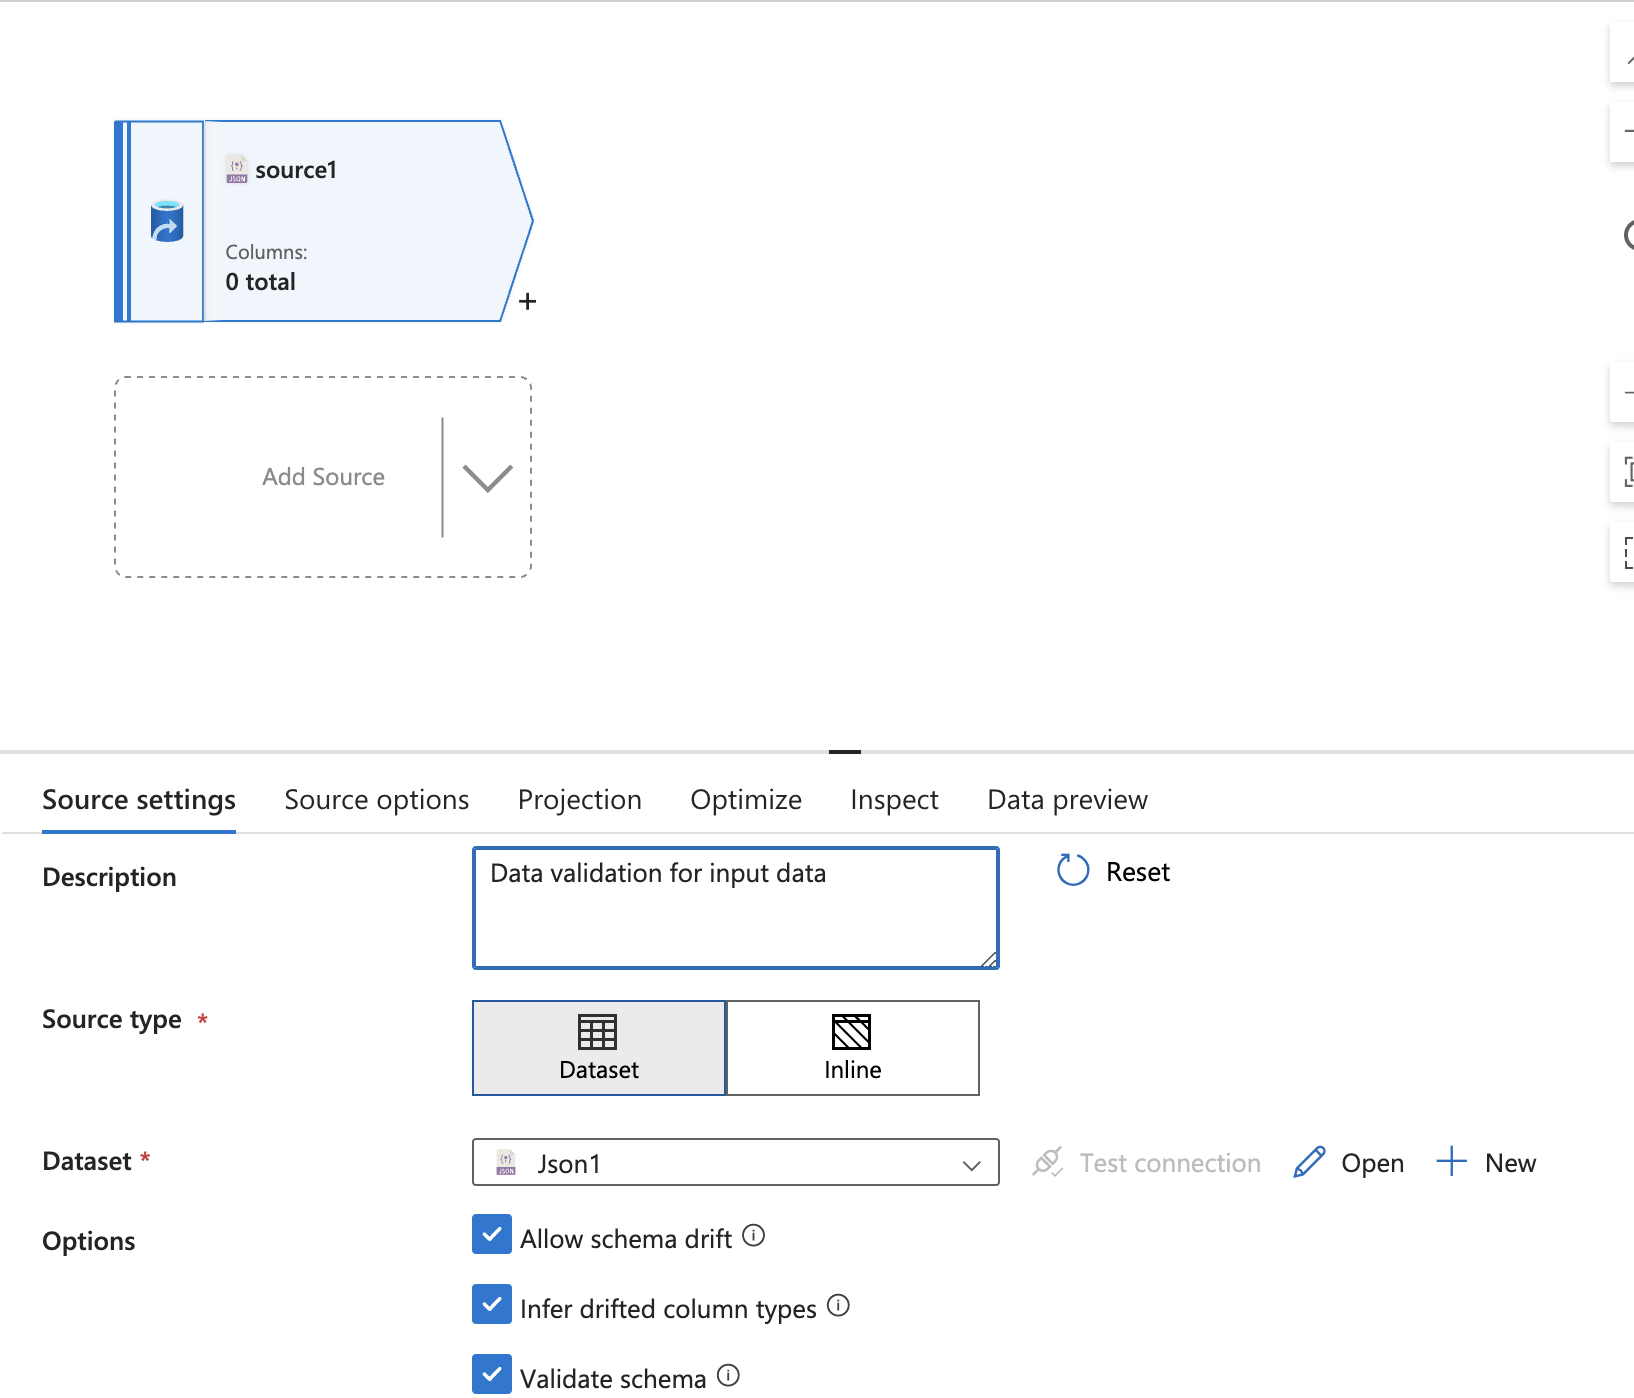 source1
Columns:
0 total
+
Add Source
Source settings Source options Projection Optimize Inspect Data preview
Description
Data validation for input data
Reset
Source type *
Dataset Inline
Dataset *
JSON
Json1
Test connection Open New
Options
Allow schema drift
Infer drifted column types
Validate schema